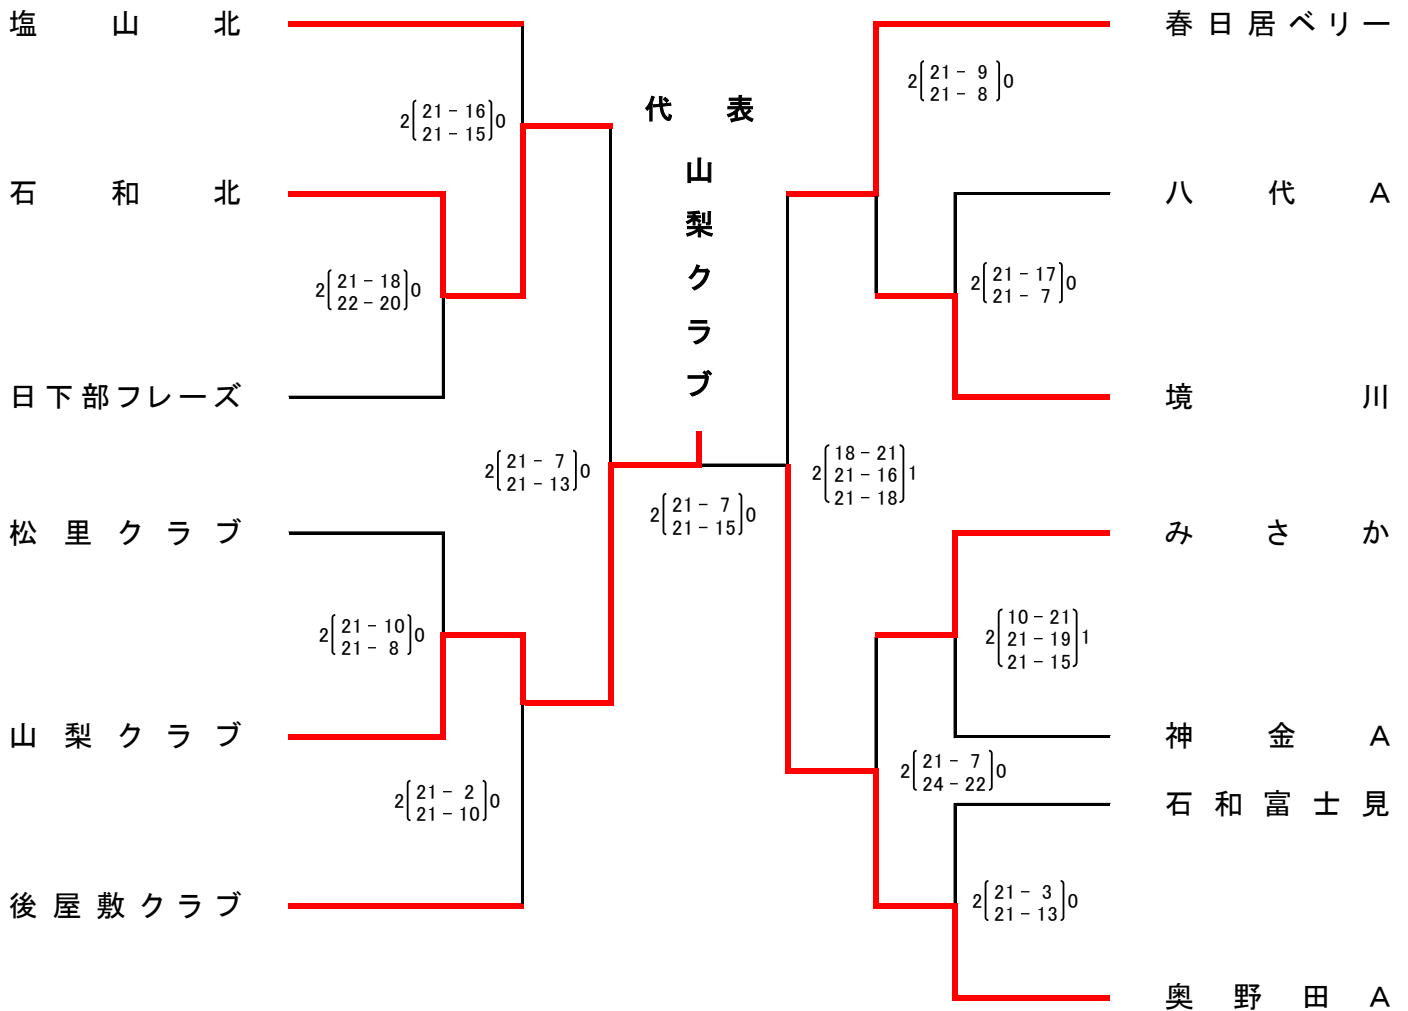 塩山北
2 21－16 0
21－15
石和北
2 21－18 0
22－20
日下部フレーズ
2 21－ 7 0
21－13
松里クラブ
2 21－10 0
21－ 8
山梨クラブ
2 21－ 2 0
21－10
後屋敷クラブ
代表
山梨クラブ
2 21－ 7 0
21－15
春日居ベリー
2 21－ 9 0
21－ 8
八代A
2 21－17 0
21－ 7
境川
18－21
2 21－16 1
21－18
みさか
10－21
2 21－19 1
21－15
神金A
2 21－ 7 0
24－22
石和富士見
2 21－ 3 0
21－13
奥野田A